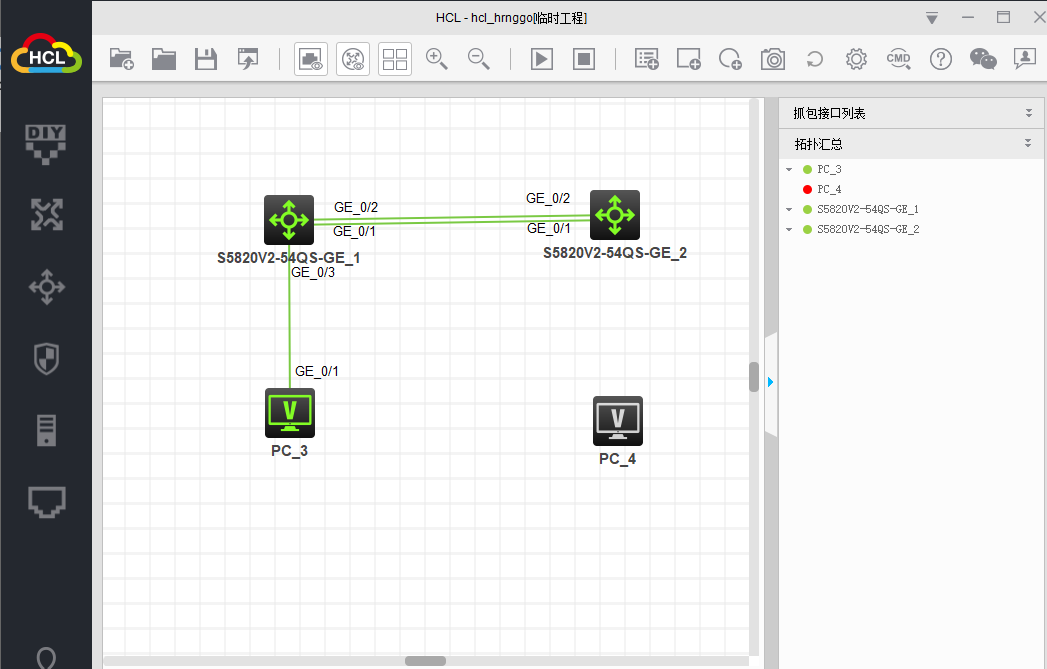 HCL - hcl_hrnggo[临时工程]
HCL
DIY
CMD
抓包接口列表
拓扑汇总
PC_3
PC_4
S5820V2-54QS-GE_1
S5820V2-54QS-GE_2
GE_0/2
GE_0/2
GE_0/1
GE_0/1
S5820V2-54QS-GE_1
S5820V2-54QS-GE_2
GE_0/3
GE_0/1
V
PC_3
V
PC_4